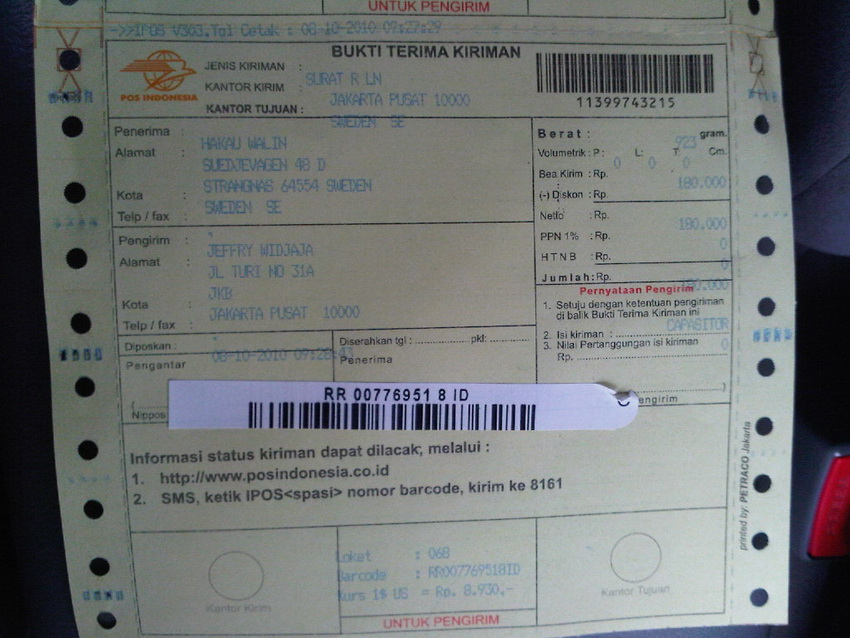 UNTUK PENGIRIM
->>IPOS V303.Tgl Cetak : 08-10-2010 09:27:29
BUKTI TERIMA KIRIMAN
POS INDONESIA
JENIS KIRIMAN : SURAT R LN
KANTOR KIRIM : JAKARTA PUSAT 10000
KANTOR TUJUAN : SWEDEN SE
11399743215
Penerima : HAKAU WALIN
Alamat : SUEDJEVAGEN 48 D
STRANGNAS 64554 SWEDEN
Kota : SWEDEN SE
Telp / fax :
Pengirim : JEFFRY WIDJAJA
Alamat : JL TURI NO 31A
JKB
Kota : JAKARTA PUSAT 10000
Telp / fax :
Berat : 923 gram.
Volumetrik : P : 0 L : 0 T : 0 Cm.
Bea Kirim : Rp. 180.000
(-) Diskon : Rp.
Netto : Rp. 180.000
PPN 1% : Rp. 0
H T N B : Rp. 0
Jumlah : Rp.
Pernyataan Pengirim
1. Setuju dengan ketentuan pengiriman
di balik Bukti Terima Kiriman ini
2. Isi kiriman : CAPASITOR
3. Nilai Pertanggungan isi kiriman
Rp. 0
Diposkan : 08-10-2010
Pengantar
Diserahkan tgl : pkl:
Penerima
Nippos
RR 00776951 8 ID
Informasi status kiriman dapat dilacak, melalui :
1. http://www.posindonesia.co.id
2. SMS, ketik IPOS<spasi> nomor barcode, kirim ke 8161
printed by: PETRACO Jakarta
Kantor Kirim
Loket : 068
Barcode : RR007769518ID
Kurs 1$ US = Rp. 8.930,-
Kantor Tujuan
UNTUK PENGIRIM